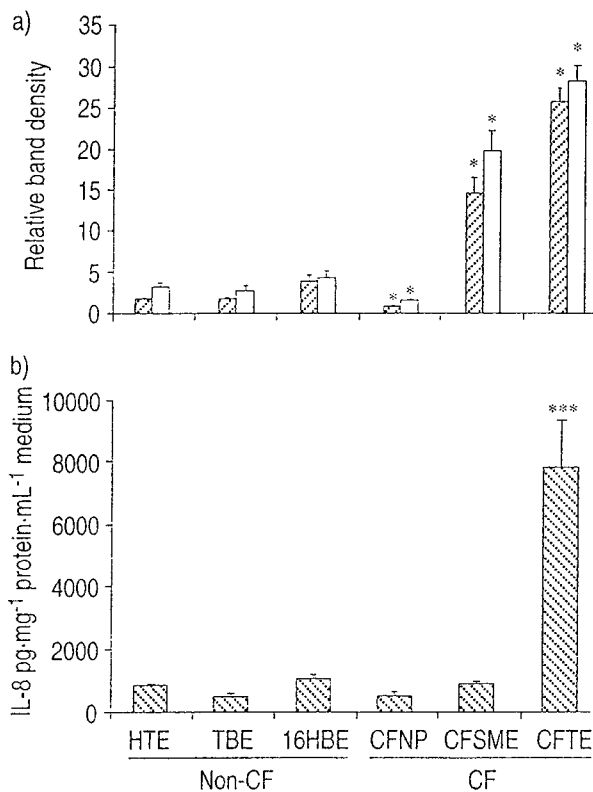 a)
Relative band density
35
30
25
20
15
10
5
0
* * * * * *
b)
IL-8 pg·mg⁻¹ protein·mL⁻¹ medium
10000
8000
6000
4000
2000
0
***
HTE TBE 16HBE CFNP CFSME CFTE
Non-CF CF